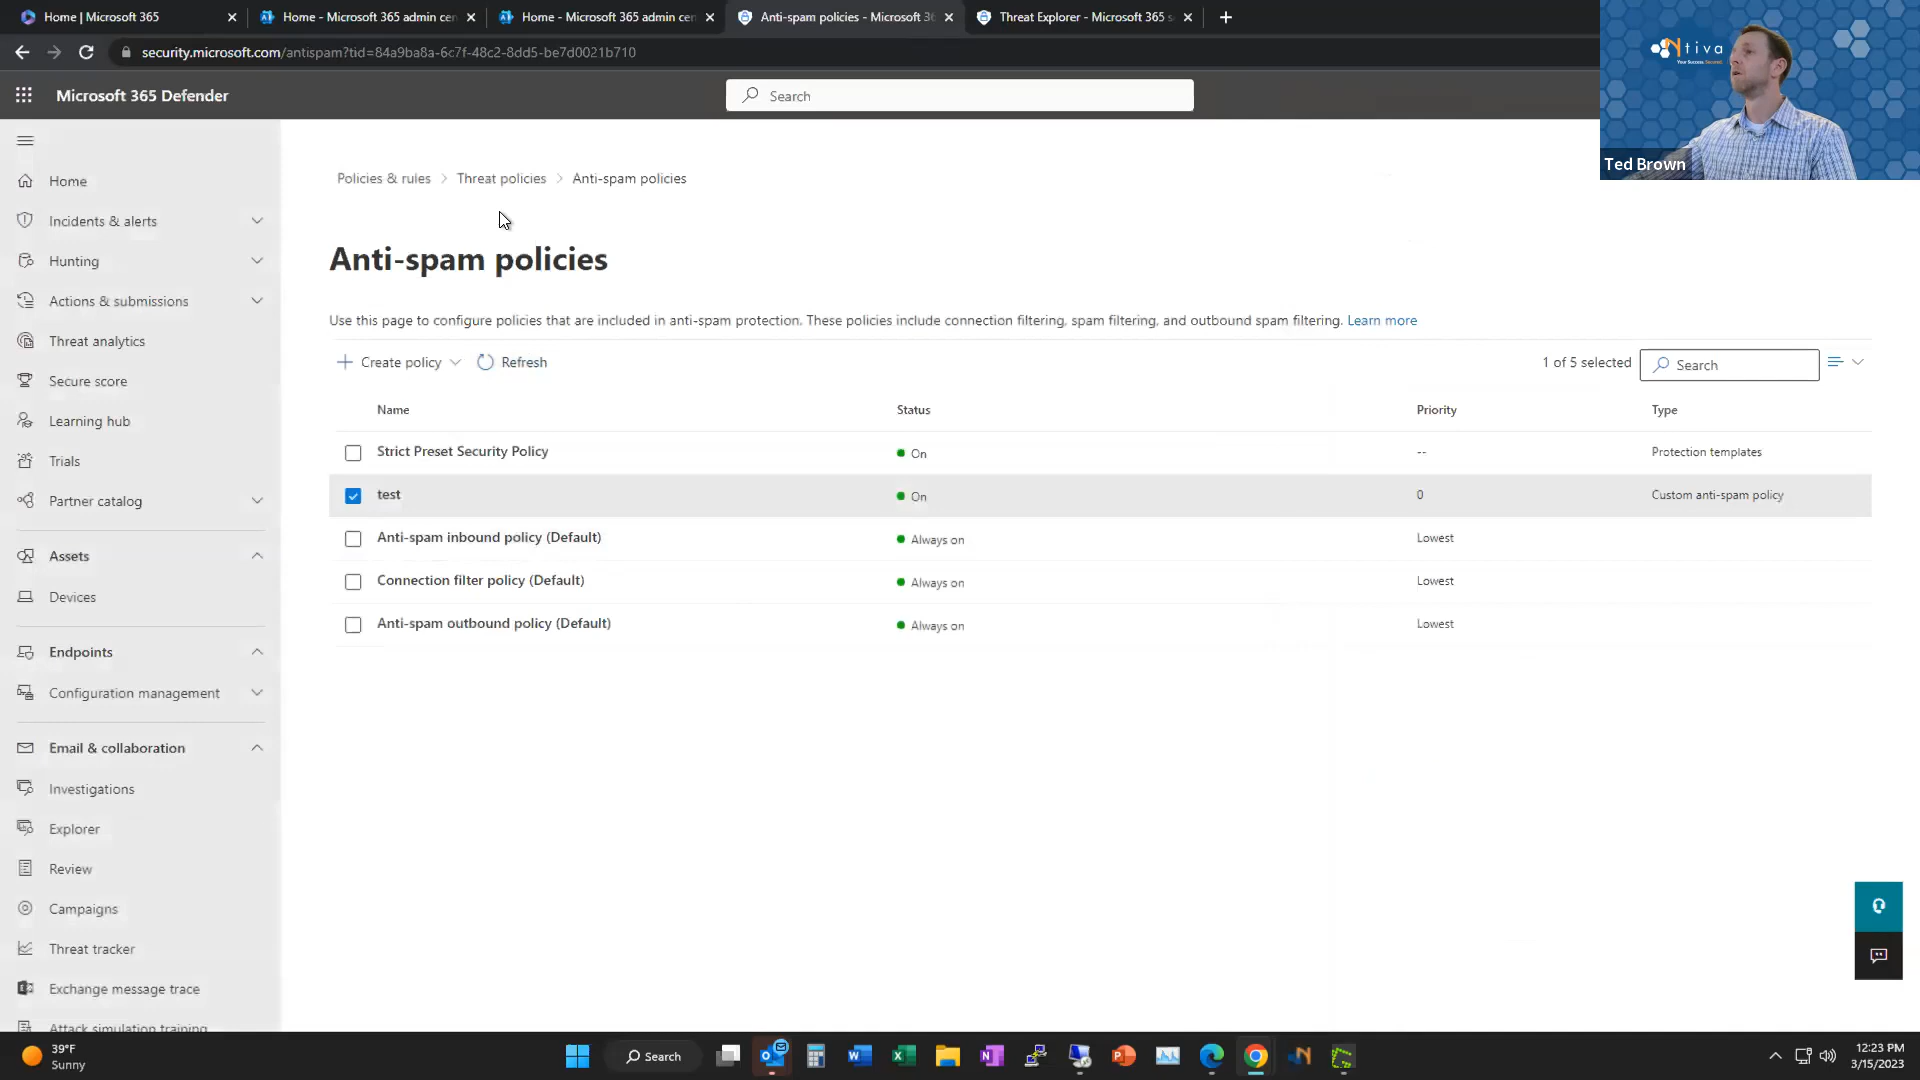 Home | Microsoft 365
Home - Microsoft 365 admin cen
Home - Microsoft 365 admin cen
Anti-spam policies - Microsoft 36
Threat Explorer - Microsoft 365 s
security.microsoft.com/antispam?tid=84a9ba8a-6c7f-48c2-8dd5-be7d0021b710
Microsoft 365 Defender
Search
Ntiva
Your Success. Secured.
Ted Brown
Home
Incidents & alerts
Hunting
Actions & submissions
Threat analytics
Secure score
Learning hub
Trials
Partner catalog
Assets
Devices
Endpoints
Configuration management
Email & collaboration
Investigations
Explorer
Review
Campaigns
Threat tracker
Exchange message trace
Attack simulation training
Policies & rules > Threat policies > Anti-spam policies
Anti-spam policies
Use this page to configure policies that are included in anti-spam protection. These policies include connection filtering, spam filtering, and outbound spam filtering. Learn more
Create policy Refresh 1 of 5 selected Search
Name Status Priority Type
Strict Preset Security Policy On -- Protection templates
test On 0 Custom anti-spam policy
Anti-spam inbound policy (Default) Always on Lowest
Connection filter policy (Default) Always on Lowest
Anti-spam outbound policy (Default) Always on Lowest
39°F
Sunny
Search
12:23 PM
3/15/2023